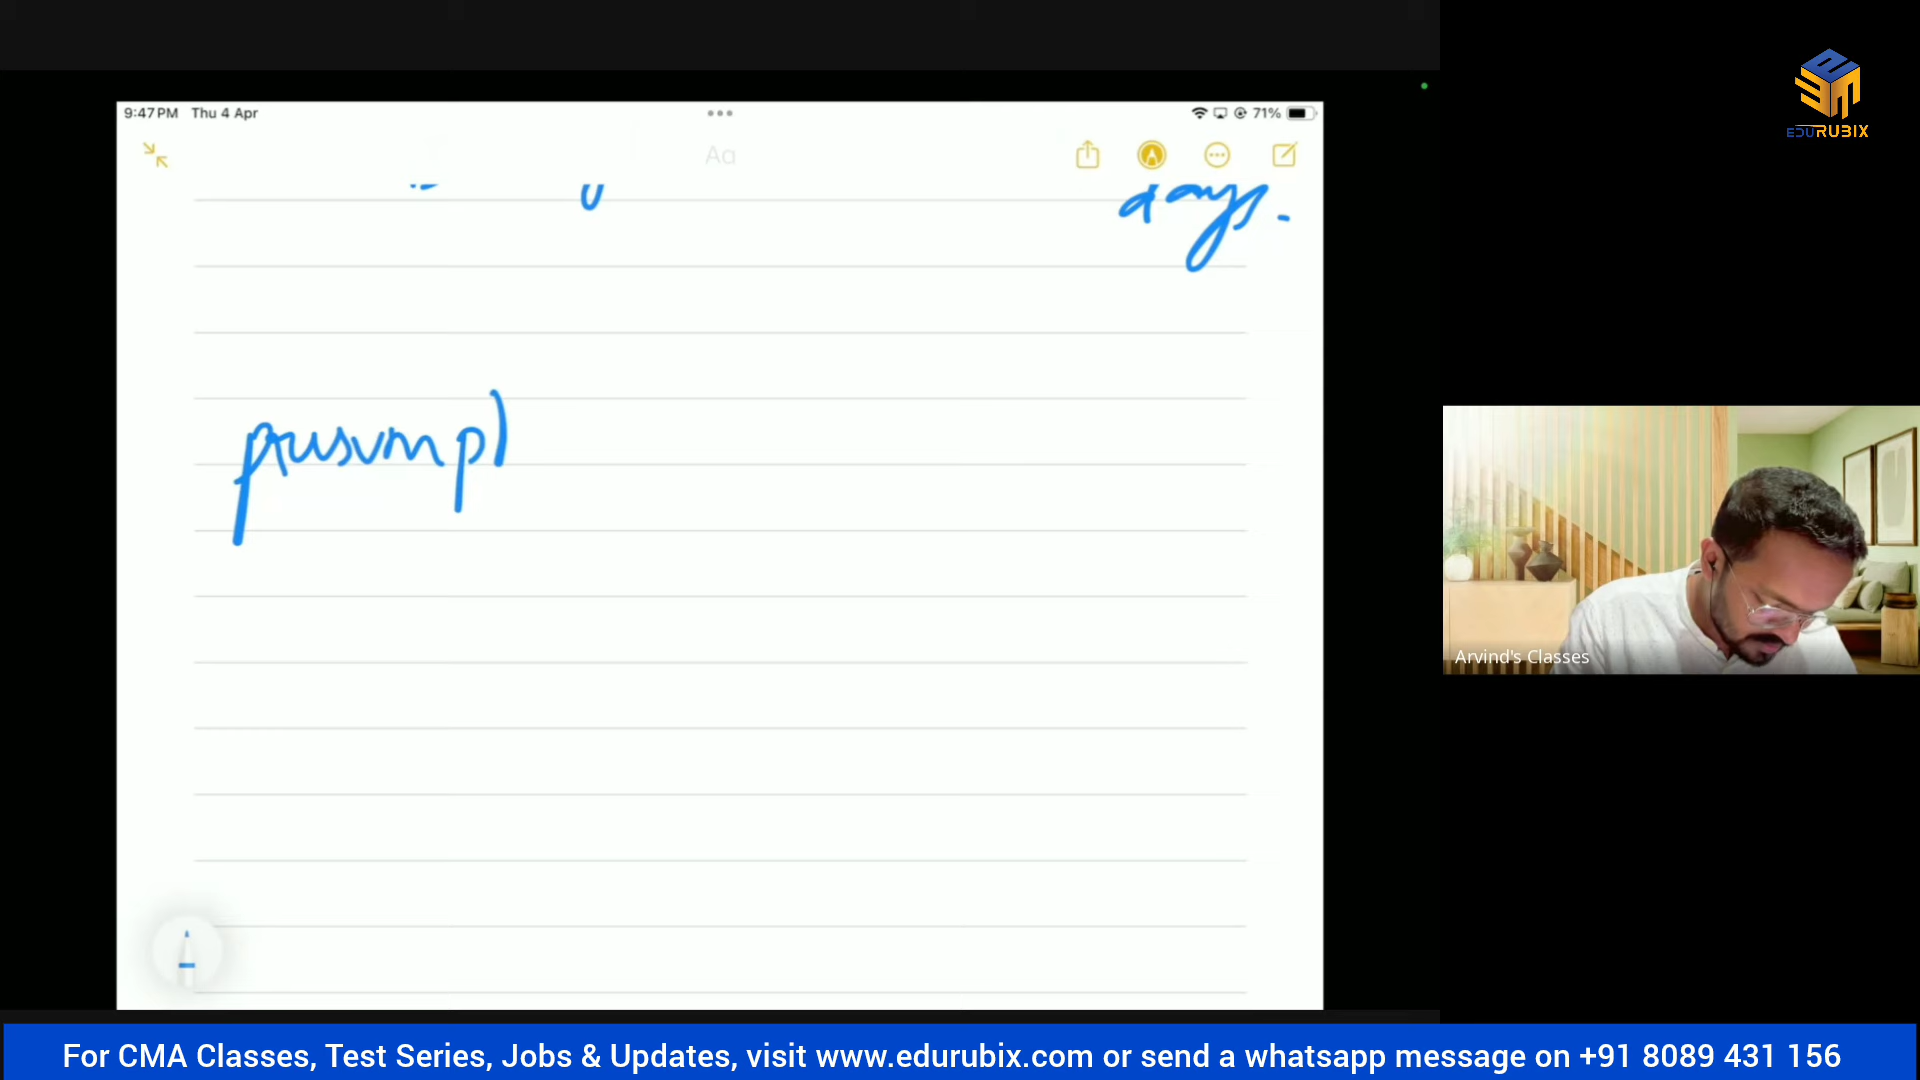 9:47 PM Thu 4 Apr
71%
Aa
days.
EDURUBIX
Arvind's Classes
For CMA Classes, Test Series, Jobs & Updates, visit www.edurubix.com or send a whatsapp message on +91 8089 431 156